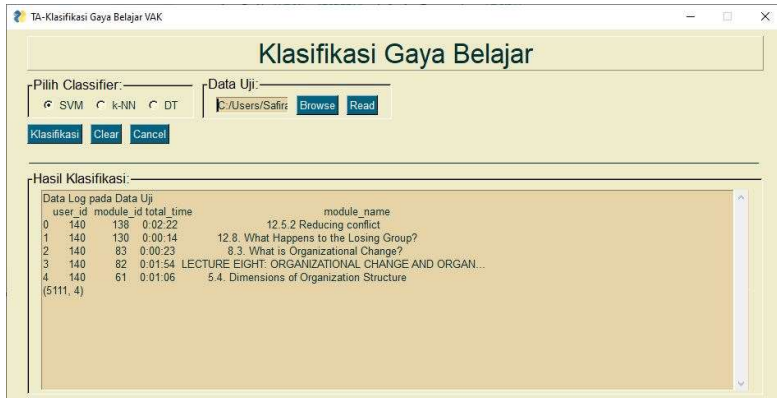 TA-Klasifikasi Gaya Belajar VAK
Klasifikasi Gaya Belajar
Pilih Classifier:
SVM k-NN DT
Data Uji:
C:/Users/Safira
Browse Read
Klasifikasi Clear Cancel
Hasil Klasifikasi:
Data Log pada Data Uji
user_id module_id total_time module_name
0 140 138 0:02:22 12.5.2 Reducing conflict
1 140 130 0:00:14 12.8. What Happens to the Losing Group?
2 140 83 0:00:23 8.3. What is Organizational Change?
3 140 82 0:01:54 LECTURE EIGHT: ORGANIZATIONAL CHANGE AND ORGAN...
4 140 61 0:01:06 5.4. Dimensions of Organization Structure
(5111, 4)